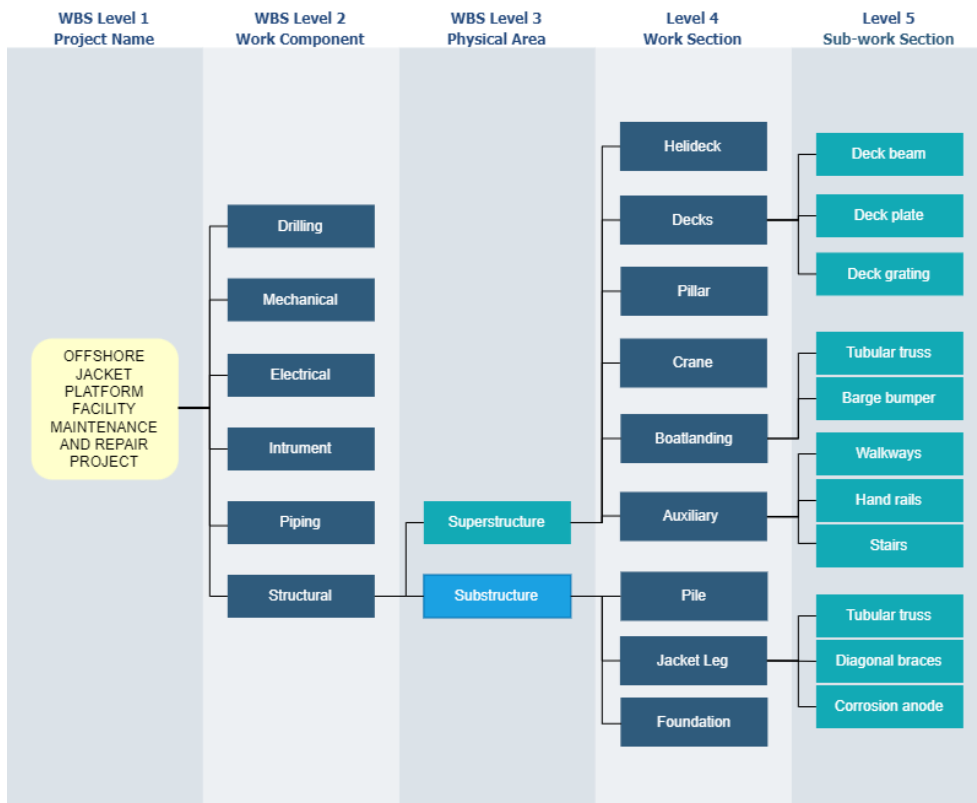 WBS Level 1
Project Name
WBS Level 2
Work Component
WBS Level 3
Physical Area
Level 4
Work Section
Level 5
Sub-work Section
OFFSHORE
JACKET
PLATFORM
FACILITY
MAINTENANCE
AND REPAIR
PROJECT
Drilling
Mechanical
Electrical
Intrument
Piping
Structural
Superstructure
Substructure
Helideck
Decks
Pillar
Crane
Boatlanding
Auxiliary
Pile
Jacket Leg
Foundation
Deck beam
Deck plate
Deck grating
Tubular truss
Barge bumper
Walkways
Hand rails
Stairs
Tubular truss
Diagonal braces
Corrosion anode